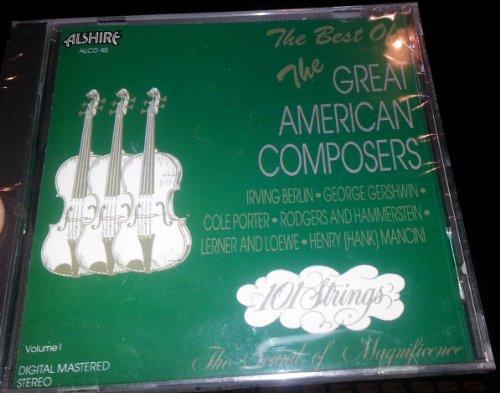 ALSHIRE
ALCD 45
The Best Of
The GREAT
AMERICAN
COMPOSERS
IRVING BERLIN • GEORGE GERSHWIN •
COLE PORTER • RODGERS AND HAMMERSTEIN •
LERNER AND LOEWE • HENRY (HANK) MANCINI
101 Strings
The Sound of Magnificence
Volume I
DIGITAL MASTERED
STEREO